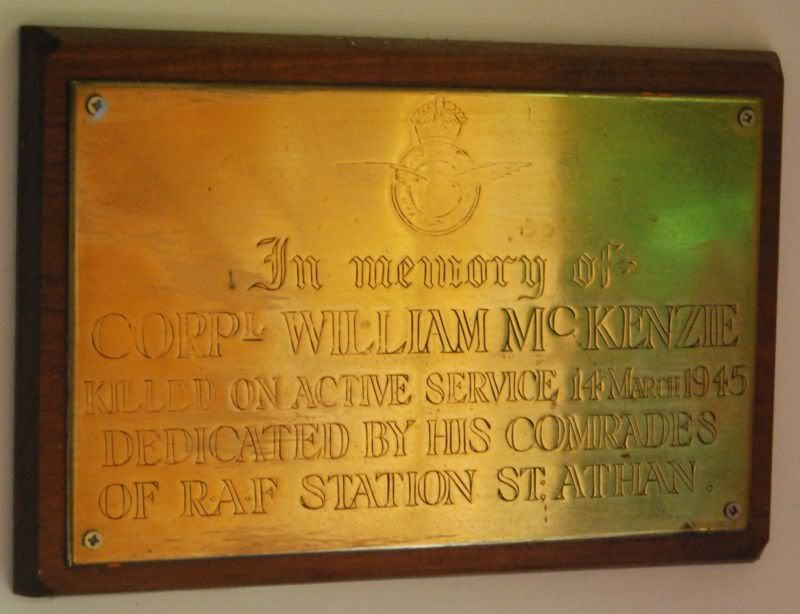 In memory of
CORPL WILLIAM MCKENZIE
KILLED ON ACTIVE SERVICE 14 MARCH 1945
DEDICATED BY HIS COMRADES
OF R.A.F STATION ST. ATHAN.